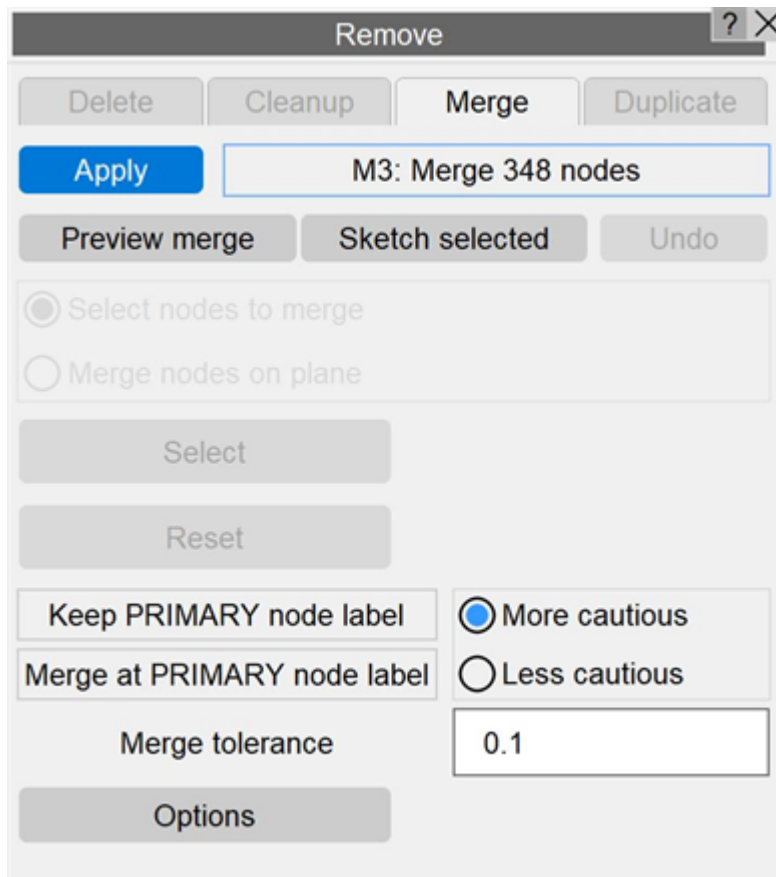 Remove ?
Delete Cleanup Merge Duplicate
Apply M3: Merge 348 nodes
Preview merge Sketch selected Undo
Select nodes to merge
Merge nodes on plane
Select
Reset
Keep PRIMARY node label More cautious
Merge at PRIMARY node label Less cautious
Merge tolerance 0.1
Options